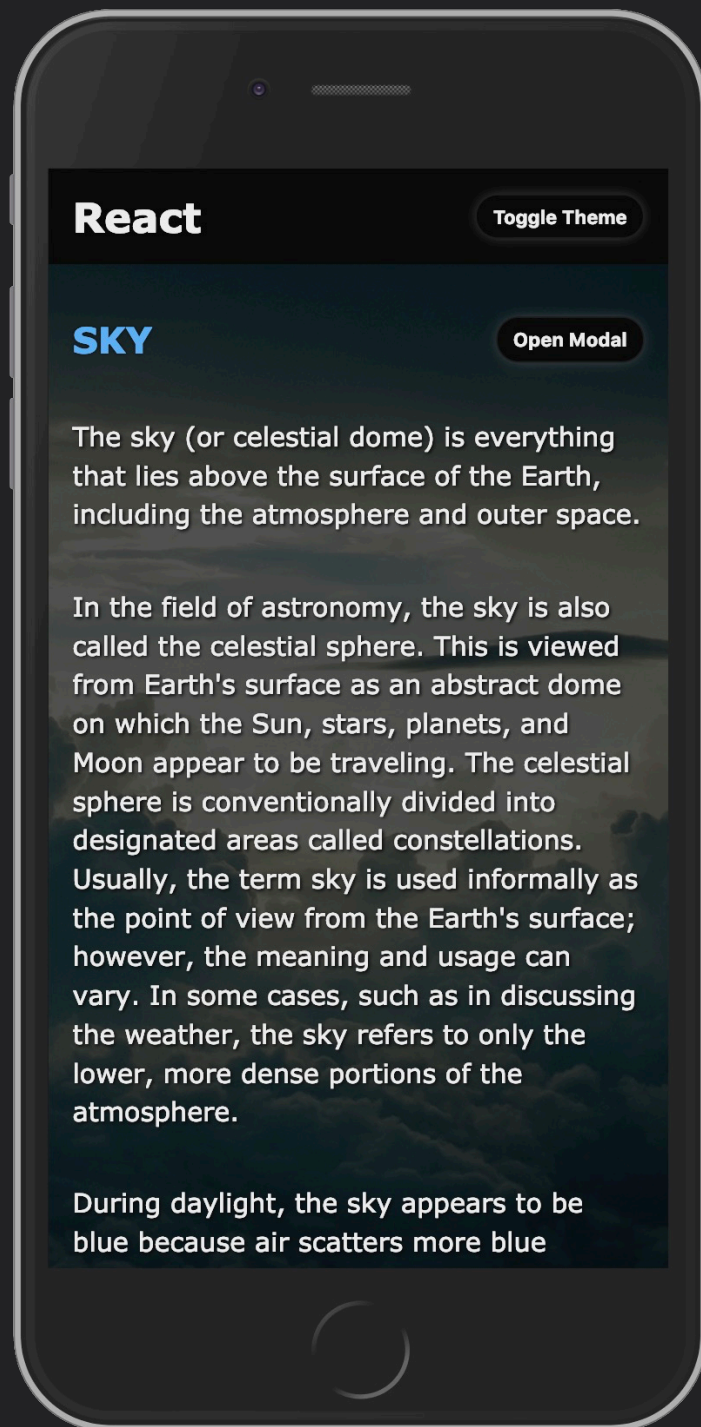 React
Toggle Theme
SKY
Open Modal
The sky (or celestial dome) is everything
that lies above the surface of the Earth,
including the atmosphere and outer space.
In the field of astronomy, the sky is also
called the celestial sphere. This is viewed
from Earth's surface as an abstract dome
on which the Sun, stars, planets, and
Moon appear to be traveling. The celestial
sphere is conventionally divided into
designated areas called constellations.
Usually, the term sky is used informally as
the point of view from the Earth's surface;
however, the meaning and usage can
vary. In some cases, such as in discussing
the weather, the sky refers to only the
lower, more dense portions of the
atmosphere.
During daylight, the sky appears to be
blue because air scatters more blue